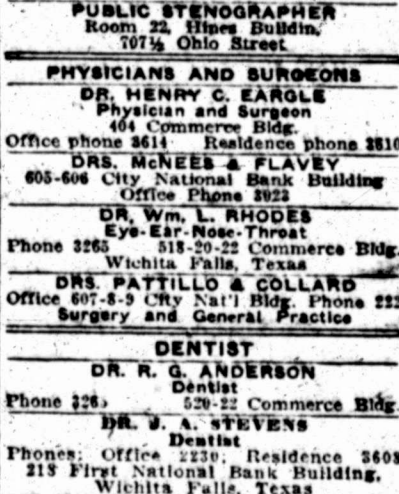 PUBLIC STENOGRAPHER
Room 22, Hines Buildin
707½ Ohio Street
PHYSICIANS AND SURGEONS
DR. HENRY C. EARGLE
Physician and Surgeon
404 Commerce Bldg.
Office phone 3614 Residence phone 3610
DRS. McNEES & FLAVEY
605-606 City National Bank Building
Office Phone 3023
DR. Wm. L. RHODES
Eye-Ear-Nose-Throat
Phone 3265 518-20-22 Commerce Bldg.
Wichita Falls, Texas
DRS. PATTILLO & COLLARD
Office 607-8-9 City Nat'l Bldg. Phone 223
Surgery and General Practice
DENTIST
DR. R. G. ANDERSON
Dentist
Phone 520-22 Commerce Bldg.
DR. J. A. STEVENS
Dentist
Phones: Office 2230; Residence 3608
218 First National Bank Building,
Wichita Falls, Texas